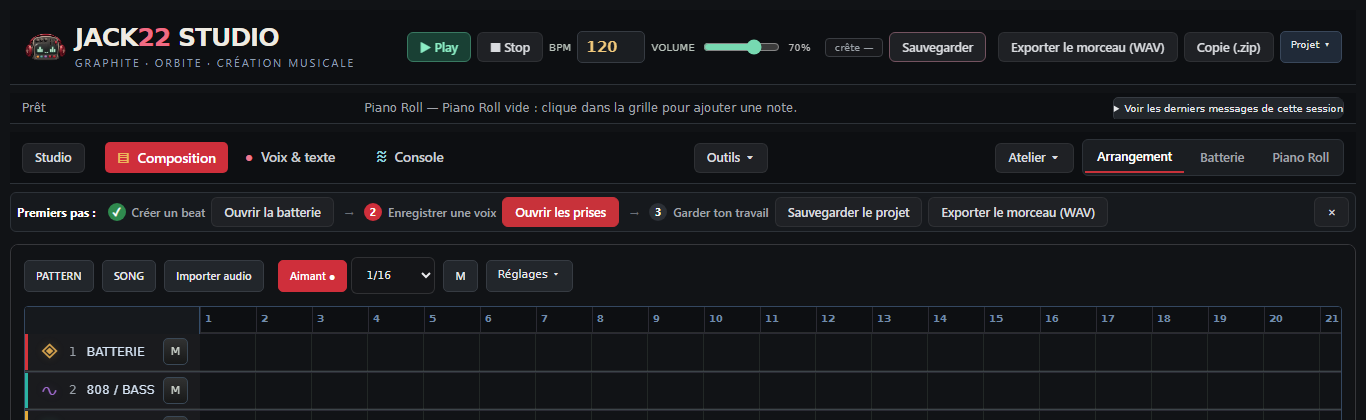 JACK22 STUDIO
GRAPHITE · ORBITE · CRÉATION MUSICALE
▶ Play ■ Stop BPM 120 VOLUME 70% crête — Sauvegarder Exporter le morceau (WAV) Copie (.zip) Projet ▾
Prêt Piano Roll — Piano Roll vide : clique dans la grille pour ajouter une note. ▸ Voir les derniers messages de cette session
Studio Composition Voix & texte Console Outils ▾ Atelier ▾ Arrangement Batterie Piano Roll
Premiers pas : ✓ Créer un beat Ouvrir la batterie → 2 Enregistrer une voix Ouvrir les prises → 3 Garder ton travail Sauvegarder le projet Exporter le morceau (WAV) ×
PATTERN SONG Importer audio Aimant ● 1/16 M Réglages ▾
1 2 3 4 5 6 7 8 9 10 11 12 13 14 15 16 17 18 19 20 21
1 BATTERIE M
2 808 / BASS M